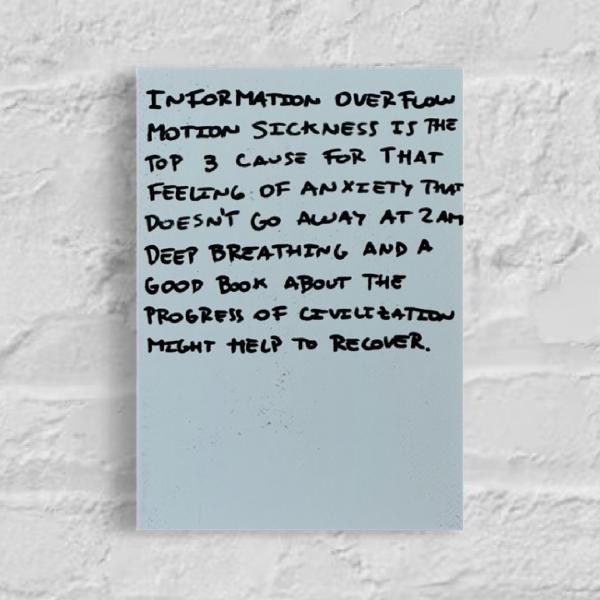 INFORMATION OVERFLOW
MOTION SICKNESS IS THE
TOP 3 CAUSE FOR THAT
FEELING OF ANXIETY THAT
DOESN'T GO AWAY AT 2AM
DEEP BREATHING AND A
GOOD BOOK ABOUT THE
PROGRESS OF CIVILIZATION
MIGHT HELP TO RECOVER.